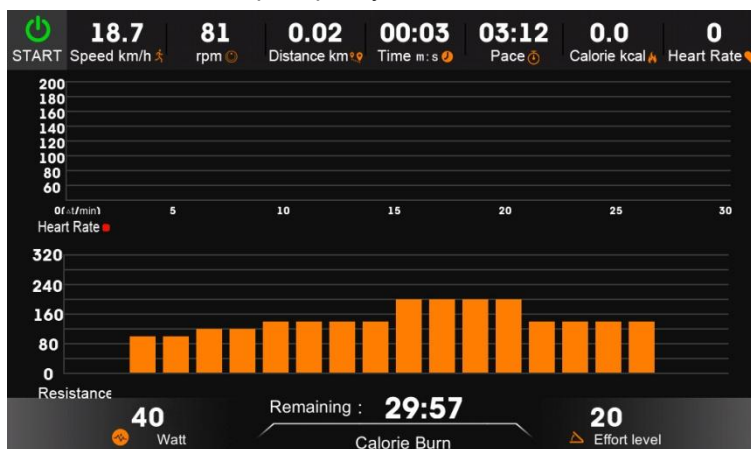 START
18.7
Speed km/h
81
rpm
0.02
Distance km
00:03
Time m:s
03:12
Pace
0.0
Calorie kcal
0
Heart Rate
200
180
160
140
120
100
80
60
0(△t/min) 5 10 15 20 25 30
Heart Rate
320
240
160
80
0
Resistance
40
Watt
Remaining : 29:57
Calorie Burn
20
Effort level